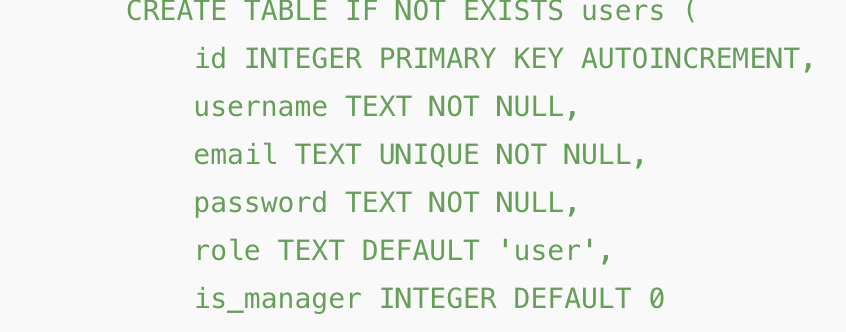 CREATE TABLE IF NOT EXISTS users (
id INTEGER PRIMARY KEY AUTOINCREMENT,
username TEXT NOT NULL,
email TEXT UNIQUE NOT NULL,
password TEXT NOT NULL,
role TEXT DEFAULT 'user',
is_manager INTEGER DEFAULT 0